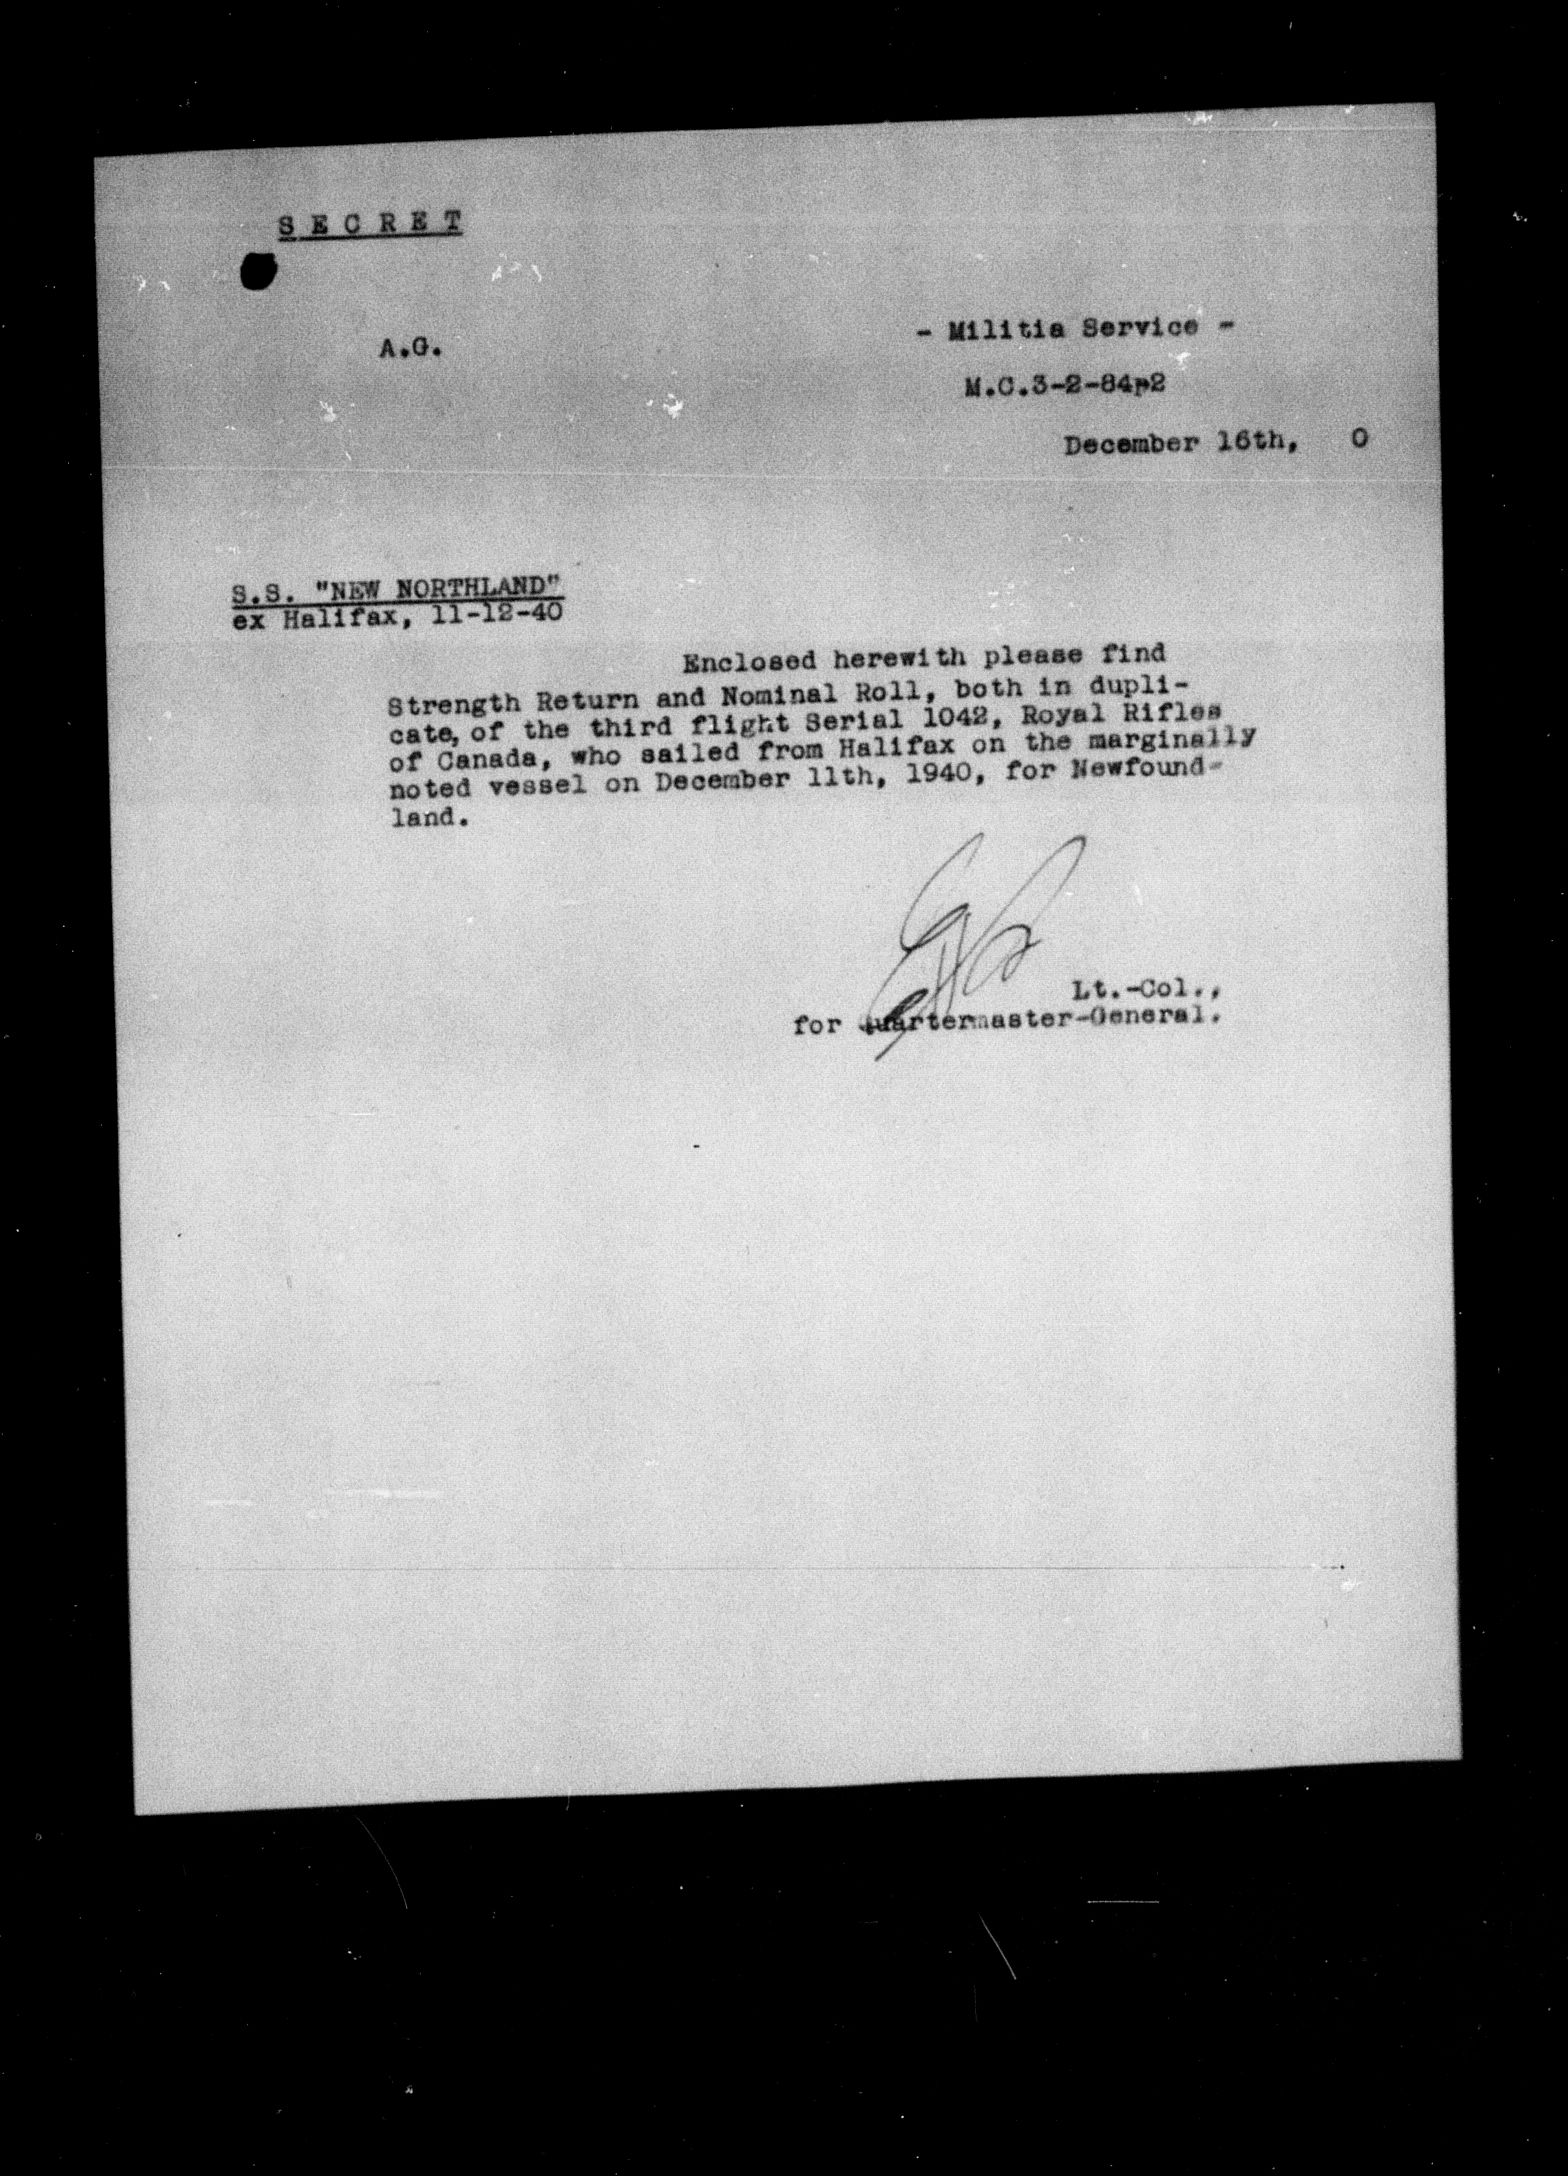 S E C R E T
A.G.
- Militia Service -
M.C.3-2-84p2
December 16th, 0
S.S. "NEW NORTHLAND"
ex Halifax, 11-12-40
Enclosed herewith please find
Strength Return and Nominal Roll, both in dupli-
cate, of the third flight Serial 1042, Royal Rifles
of Canada, who sailed from Halifax on the marginally
noted vessel on December 11th, 1940, for Newfound-
land.
Lt.-Col.,
for Quartermaster-General.